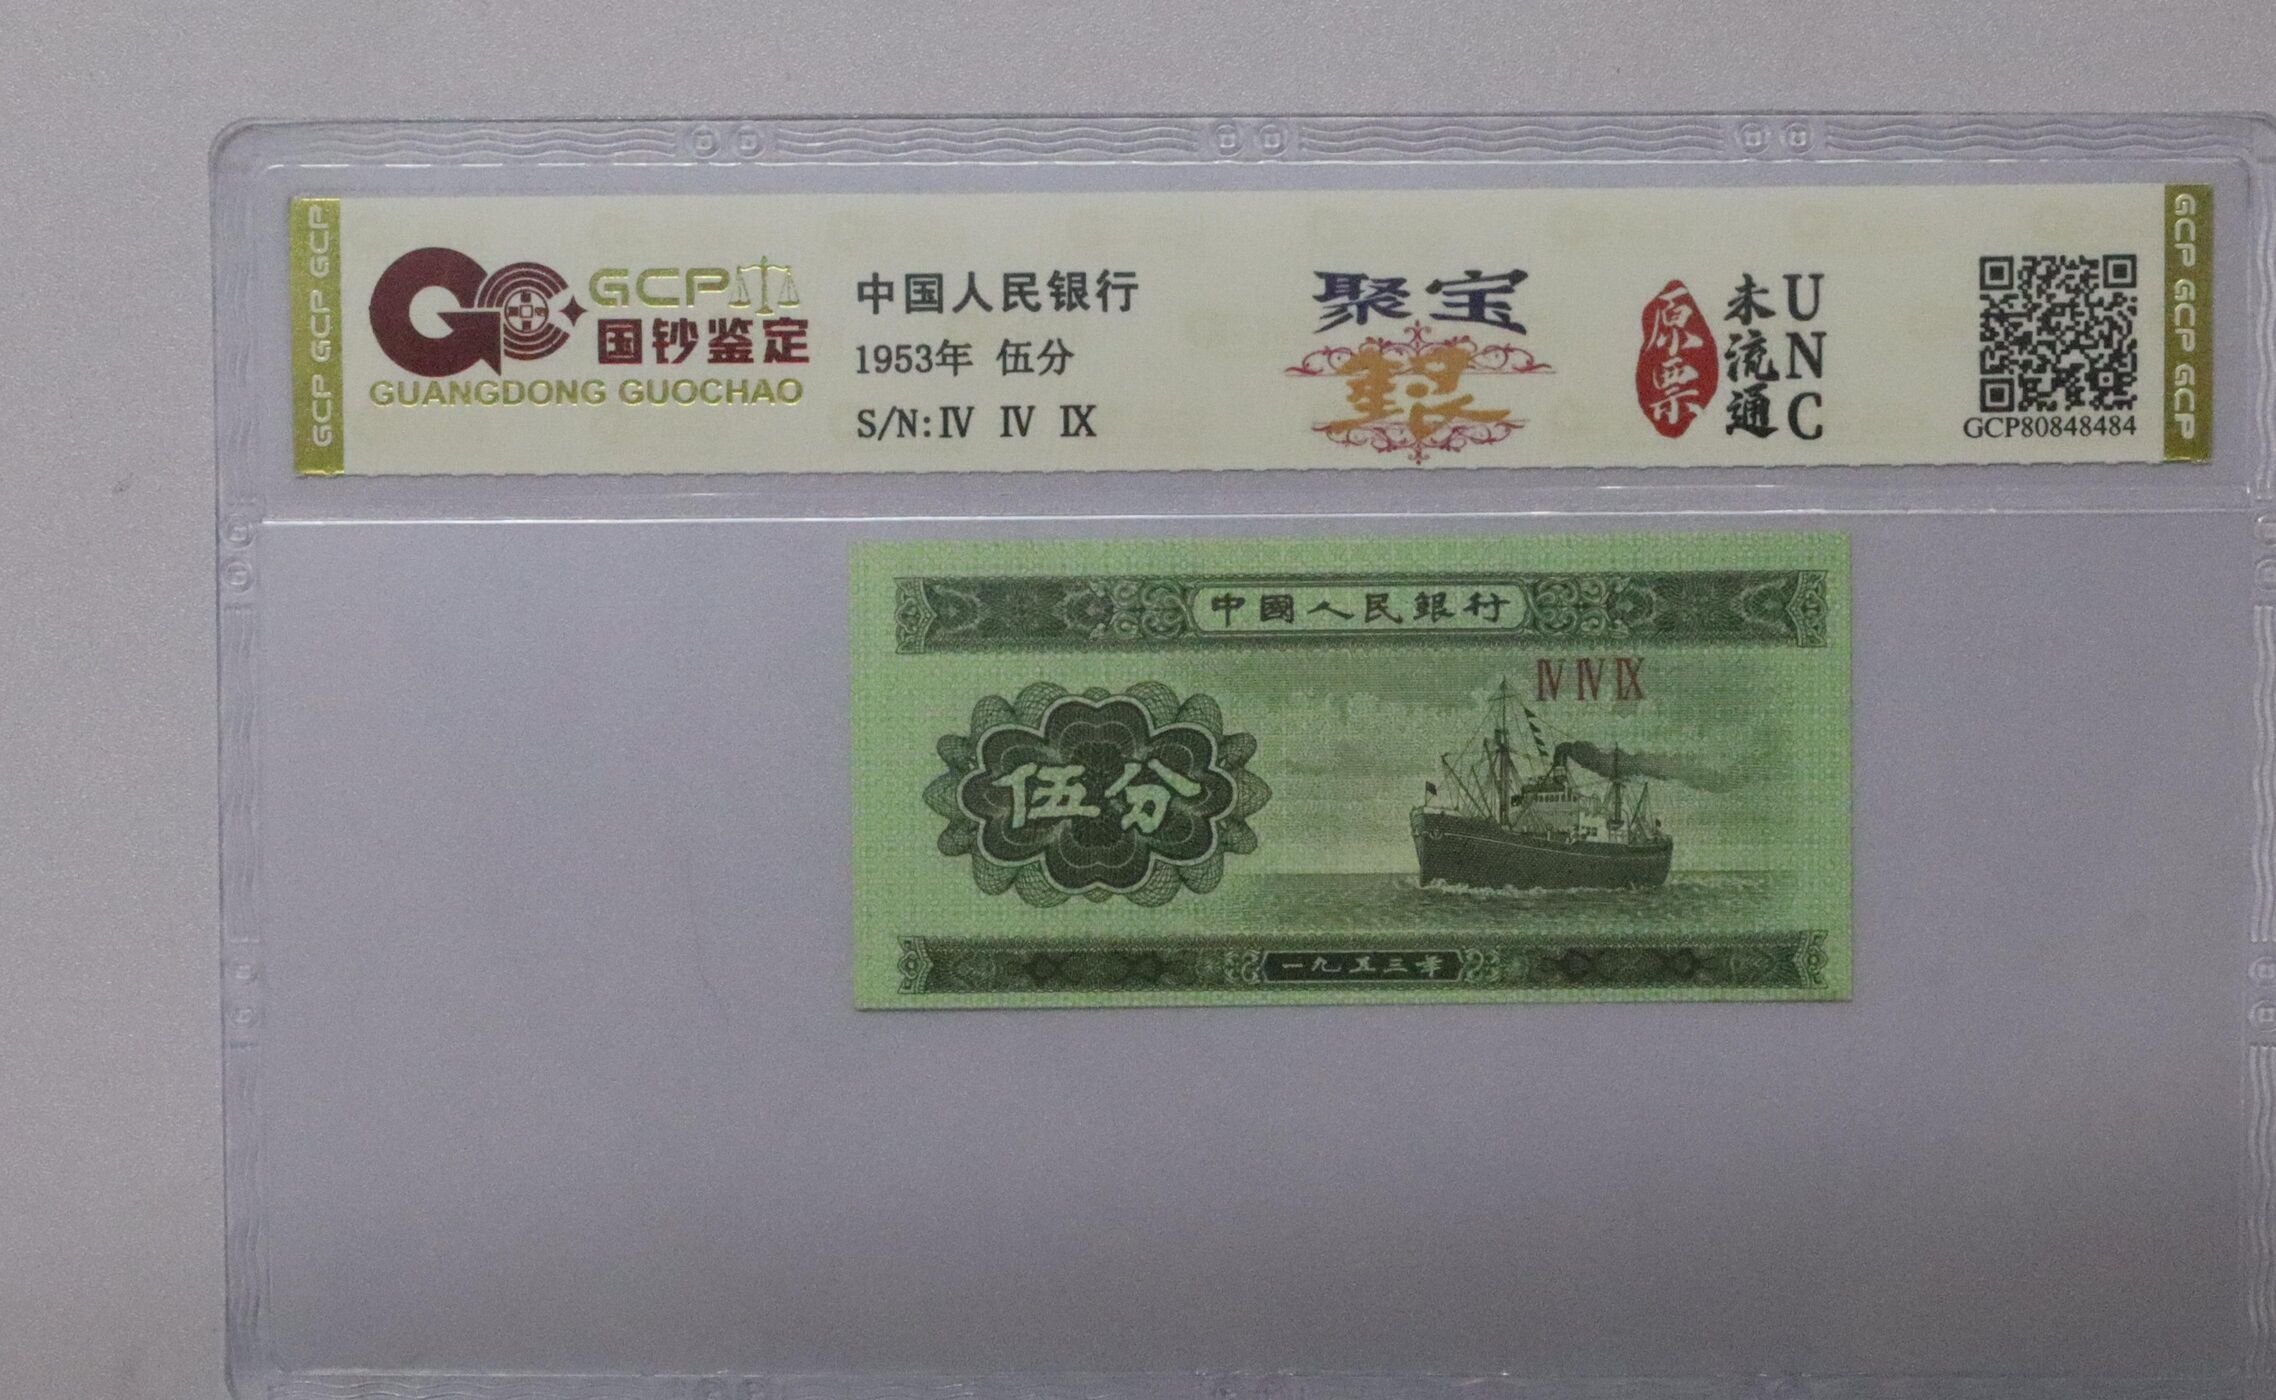 GCP GCP GCP
GCP
国钞鉴定
GUANGDONG GUOCHAO
中国人民银行
1953年 伍分
S/N:Ⅳ Ⅳ Ⅸ
聚宝
原票
未流通
UNC
GCP80848484
GCP GCP GCP
中國人民銀行
Ⅳ Ⅳ Ⅸ
伍分
一九五三年